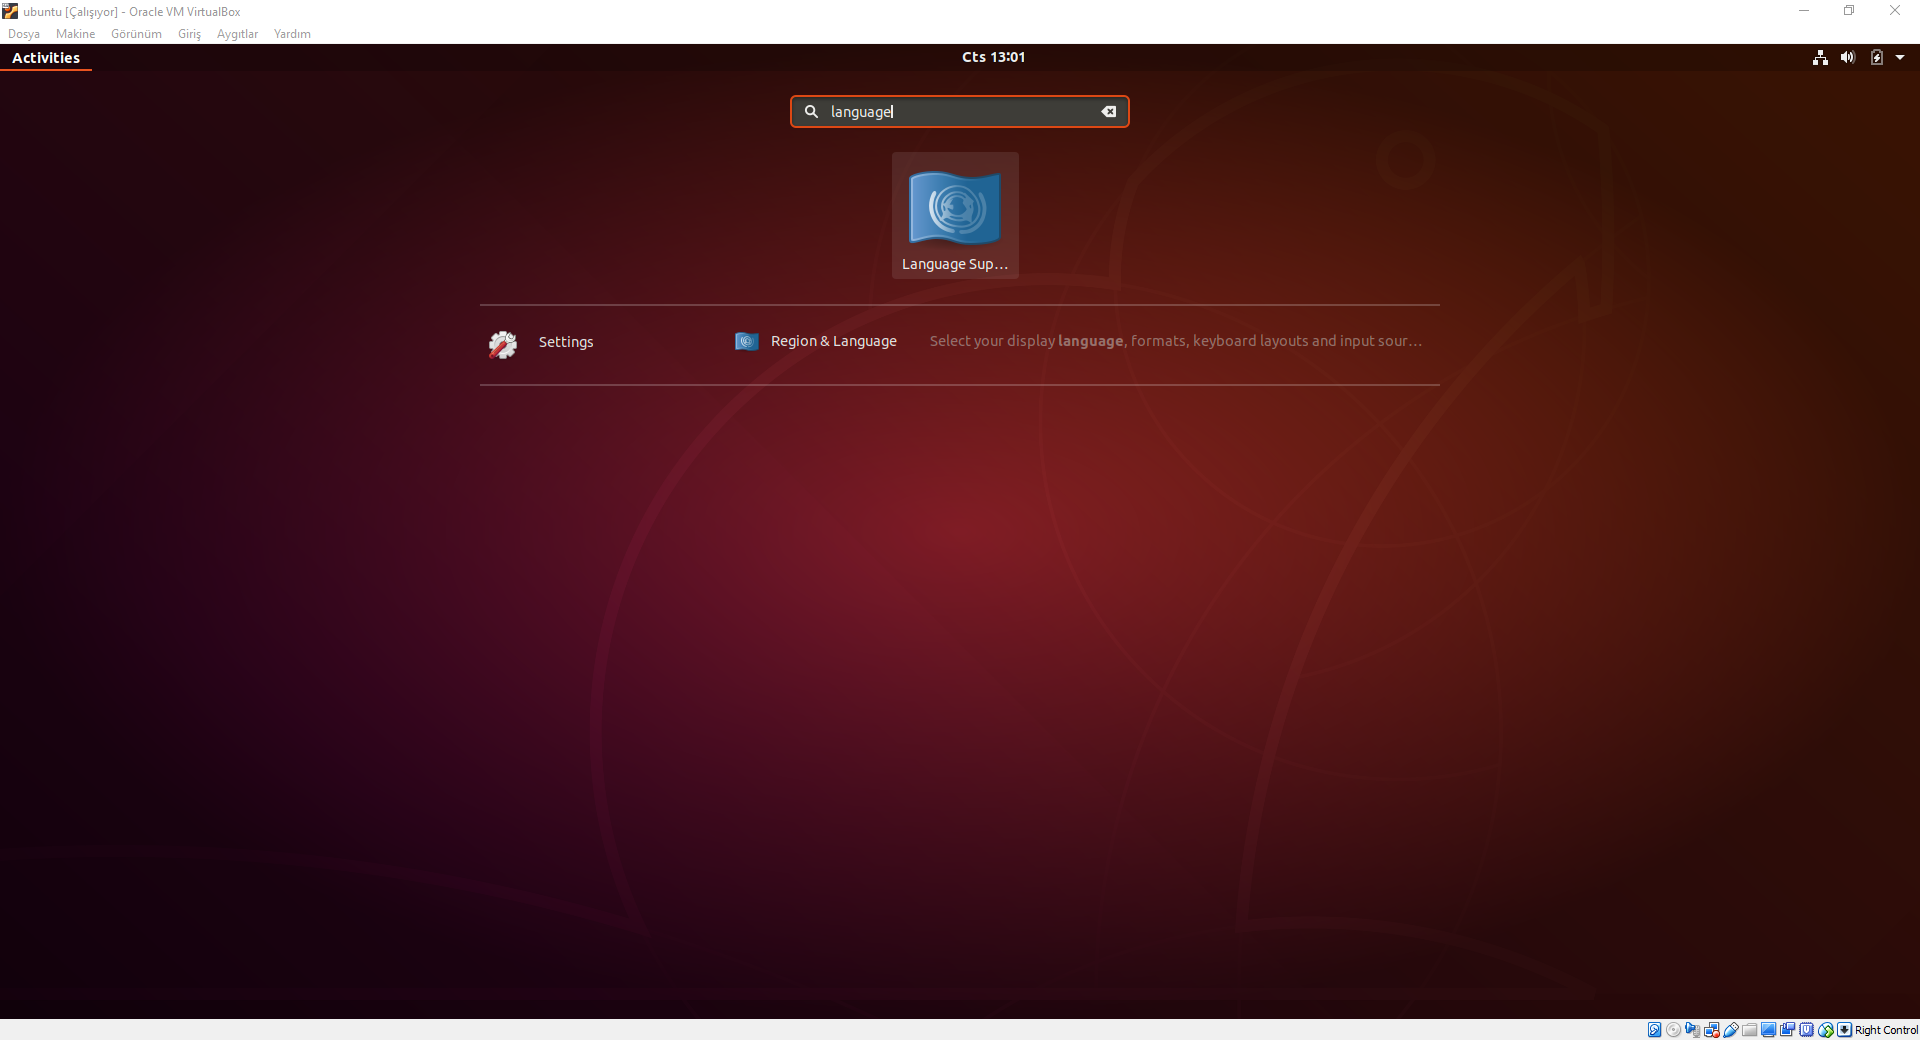 ubuntu [Çalışıyor] - Oracle VM VirtualBox
Dosya Makine Görünüm Giriş Aygıtlar Yardım
Activities Cts 13:01
language
Language Sup...
Settings Region & Language Select your display language, formats, keyboard layouts and input sour...
Right Control